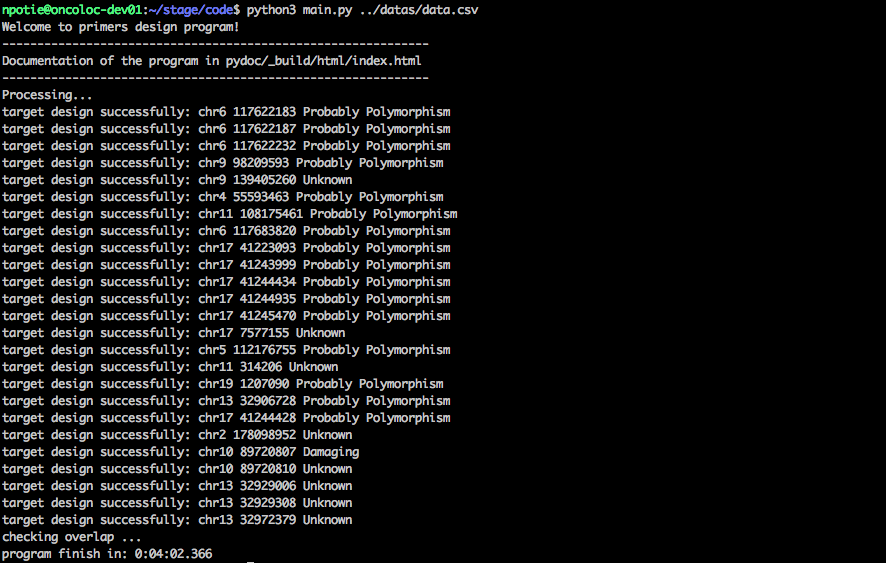 npotie@oncoloc-dev01:~/stage/code$ python3 main.py ../datas/data.csv
Welcome to primers design program!
-------------------------------------------------------------
Documentation of the program in pydoc/_build/html/index.html
-------------------------------------------------------------
Processing...
target design successfully: chr6 117622183 Probably Polymorphism
target design successfully: chr6 117622187 Probably Polymorphism
target design successfully: chr6 117622232 Probably Polymorphism
target design successfully: chr9 98209593 Probably Polymorphism
target design successfully: chr9 139405260 Unknown
target design successfully: chr4 55593463 Probably Polymorphism
target design successfully: chr11 108175461 Probably Polymorphism
target design successfully: chr6 117683820 Probably Polymorphism
target design successfully: chr17 41223093 Probably Polymorphism
target design successfully: chr17 41243999 Probably Polymorphism
target design successfully: chr17 41244434 Probably Polymorphism
target design successfully: chr17 41244935 Probably Polymorphism
target design successfully: chr17 41245470 Probably Polymorphism
target design successfully: chr17 7577155 Unknown
target design successfully: chr5 112176755 Probably Polymorphism
target design successfully: chr11 314206 Unknown
target design successfully: chr19 1207090 Probably Polymorphism
target design successfully: chr13 32906728 Probably Polymorphism
target design successfully: chr17 41244428 Probably Polymorphism
target design successfully: chr2 178098952 Unknown
target design successfully: chr10 89720807 Damaging
target design successfully: chr10 89720810 Unknown
target design successfully: chr13 32929006 Unknown
target design successfully: chr13 32929308 Unknown
target design successfully: chr13 32972379 Unknown
checking overlap ...
program finish in: 0:04:02.366